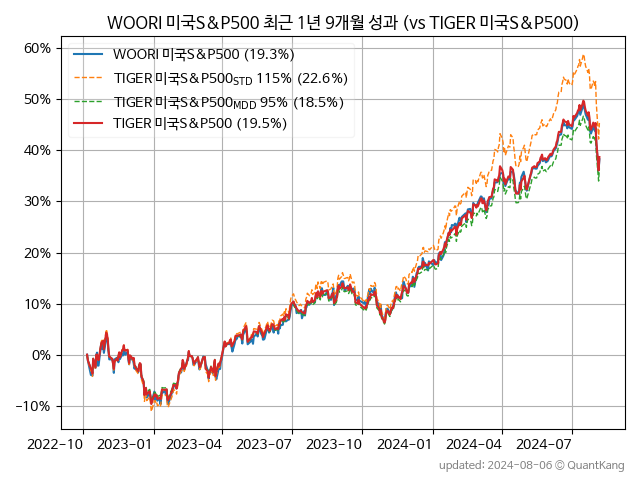 WOORI 미국S&P500 최근 1년 9개월 성과 (vs TIGER 미국S&P500)
60%
50%
40%
30%
20%
10%
0%
−10%
WOORI 미국S&P500 (19.3%)
TIGER 미국S&P500STD 115% (22.6%)
TIGER 미국S&P500MDD 95% (18.5%)
TIGER 미국S&P500 (19.5%)
2022-10 2023-01 2023-04 2023-07 2023-10 2024-01 2024-04 2024-07
updated: 2024-08-06 © QuantKang